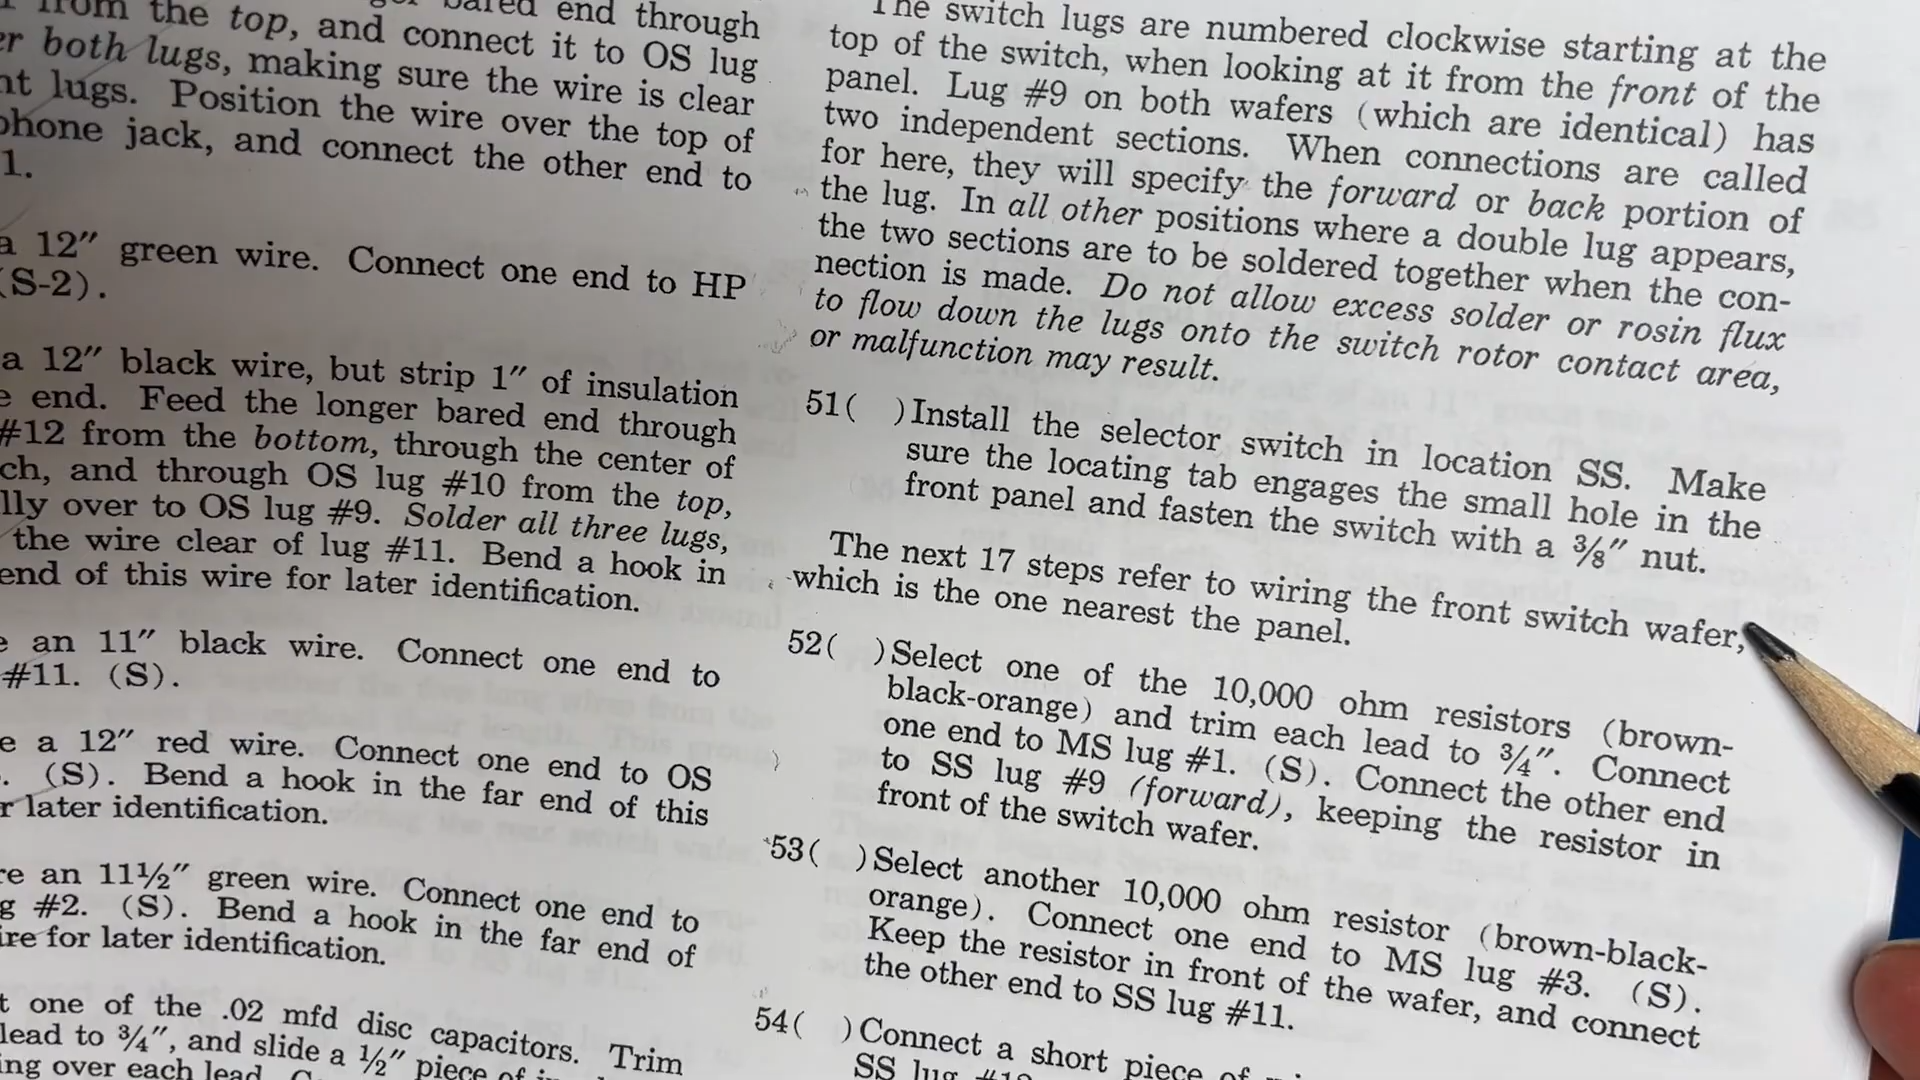 from the top, and connect it to OS lug
bared end through
er both lugs, making sure the wire is clear
nt lugs. Position the wire over the top of
phone jack, and connect the other end to
1.
a 12″ green wire. Connect one end to HP
(S-2).
a 12″ black wire, but strip 1″ of insulation
e end. Feed the longer bared end through
#12 from the bottom, through the center of
ch, and through OS lug #10 from the top,
lly over to OS lug #9. Solder all three lugs,
the wire clear of lug #11. Bend a hook in
end of this wire for later identification.
e an 11″ black wire. Connect one end to
#11. (S).
e a 12″ red wire. Connect one end to OS
. (S). Bend a hook in the far end of this
r later identification.
re an 11½″ green wire. Connect one end to
g #2. (S). Bend a hook in the far end of
ire for later identification.
t one of the .02 mfd disc capacitors. Trim
lead to ¾″, and slide a ½″ piece of
ing over each lead.
The switch lugs are numbered clockwise starting at the
top of the switch, when looking at it from the front of the
panel. Lug #9 on both wafers (which are identical) has
two independent sections. When connections are called
for here, they will specify the forward or back portion of
the lug. In all other positions where a double lug appears,
the two sections are to be soldered together when the con-
nection is made. Do not allow excess solder or rosin flux
to flow down the lugs onto the switch rotor contact area,
or malfunction may result.
51( )Install the selector switch in location SS. Make
sure the locating tab engages the small hole in the
front panel and fasten the switch with a ⅜″ nut.
The next 17 steps refer to wiring the front switch wafer,
which is the one nearest the panel.
52( )Select one of the 10,000 ohm resistors (brown-
black-orange) and trim each lead to ¾″. Connect
one end to MS lug #1. (S). Connect the other end
to SS lug #9 (forward), keeping the resistor in
front of the switch wafer.
53( )Select another 10,000 ohm resistor (brown-black-
orange). Connect one end to MS lug #3. (S).
Keep the resistor in front of the wafer, and connect
the other end to SS lug #11.
54( )Connect a short piece of
SS lug